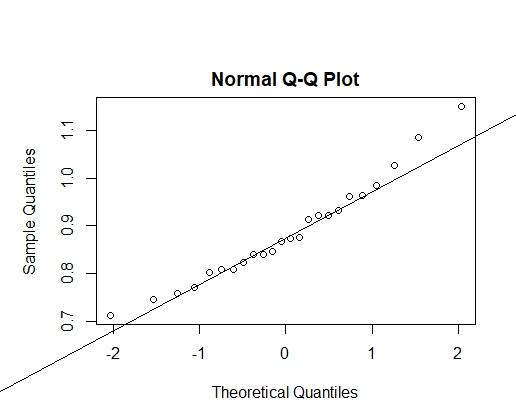 Normal Q-Q Plot
Sample Quantiles
1.1
1.0
0.9
0.8
0.7
-2 -1 0 1 2
Theoretical Quantiles